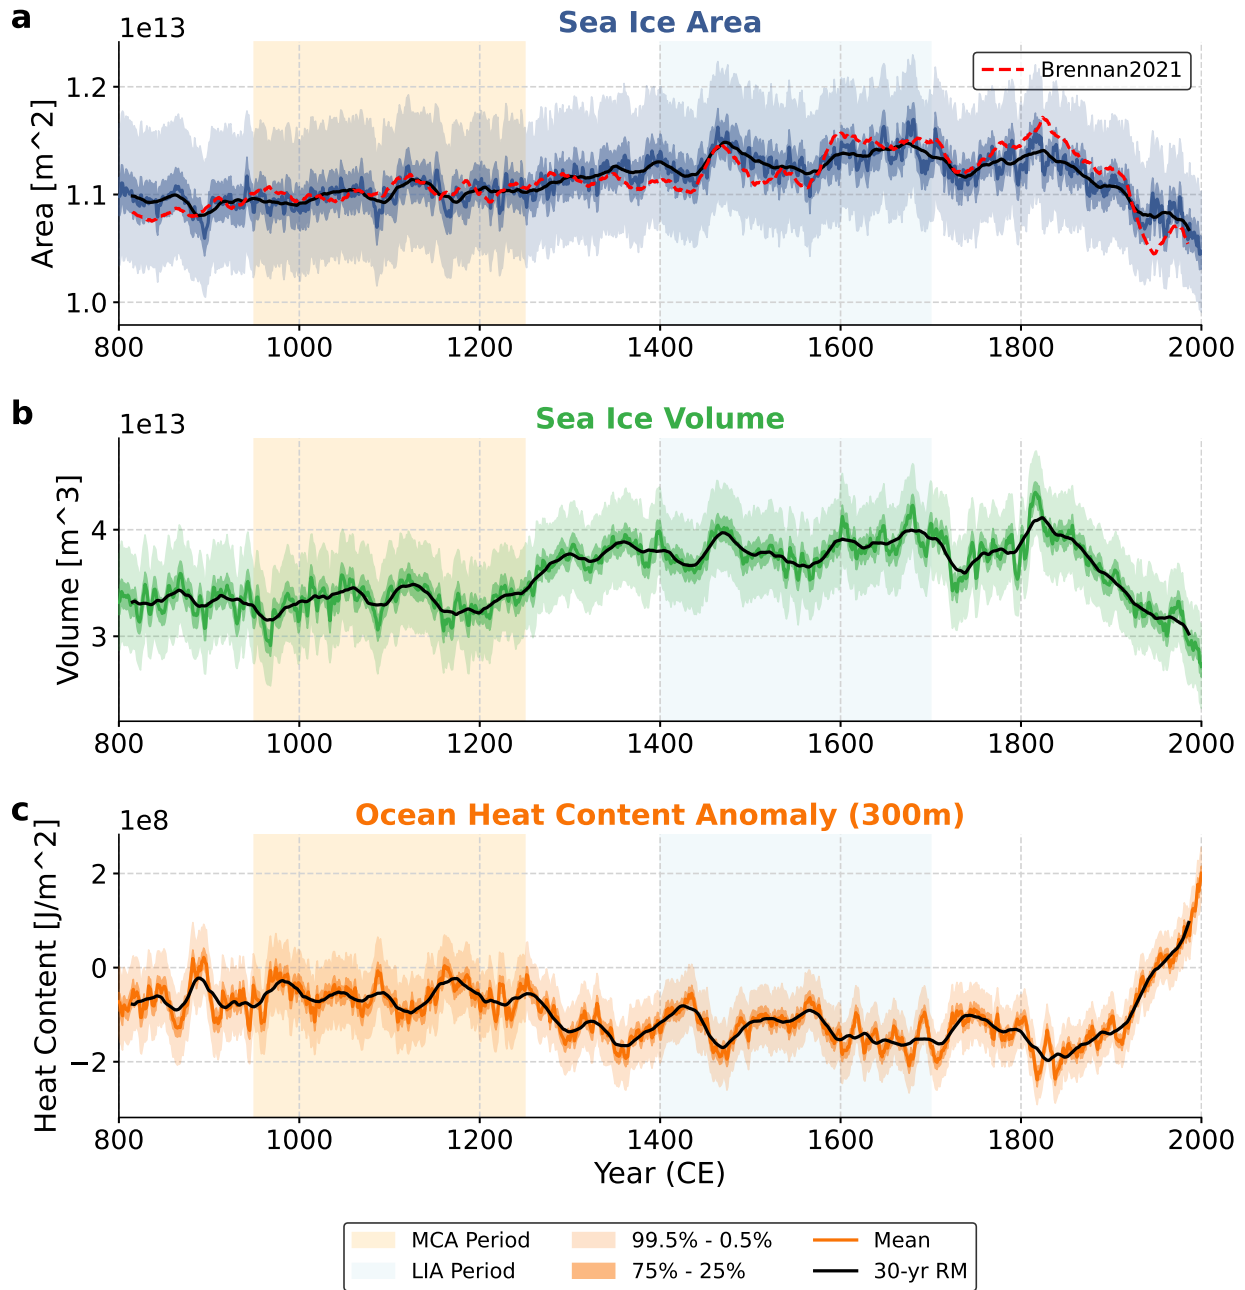 a
Sea Ice Area
1e13
Area [m^2]
1.2
1.1
1.0
Brennan2021
800 1000 1200 1400 1600 1800 2000
b
Sea Ice Volume
1e13
Volume [m^3]
4
3
800 1000 1200 1400 1600 1800 2000
c
Ocean Heat Content Anomaly (300m)
1e8
Heat Content [J/m^2]
2
0
−2
800 1000 1200 1400 1600 1800 2000
Year (CE)
MCA Period 99.5% - 0.5% Mean
LIA Period 75% - 25% 30-yr RM